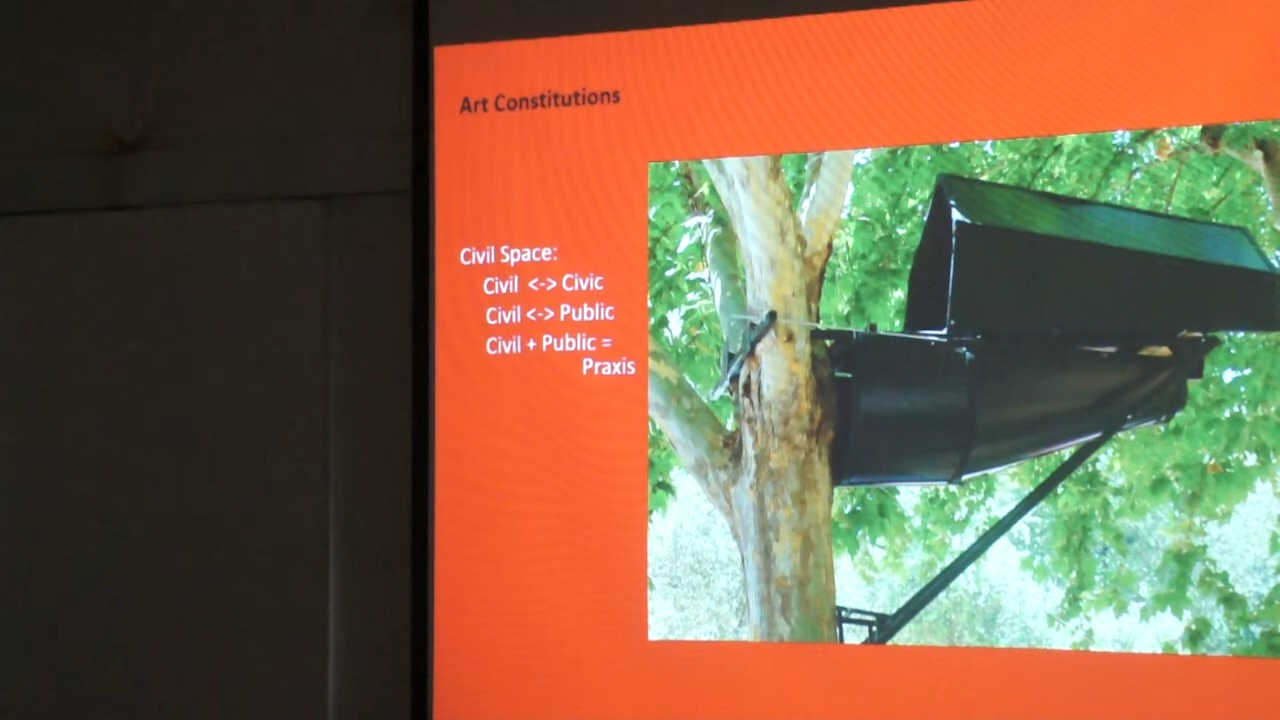 Art Constitutions
Civil Space:
Civil <-> Civic
Civil <-> Public
Civil + Public =
Praxis